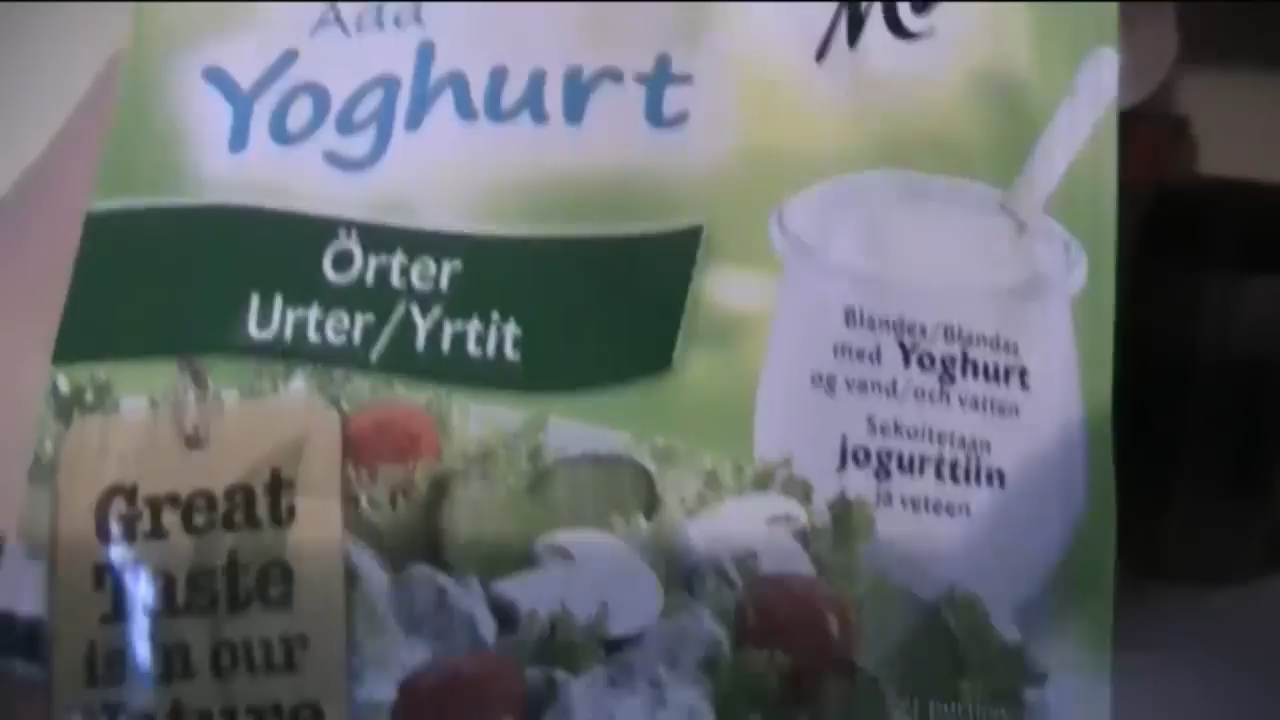 Add
Yoghurt
Örter
Urter/Yrtit
Blandes/Blandas
med Yoghurt
og vand/och vatten
Sekoitetaan
jogurttiin
ja veteen
Great
Taste
is in our
Nature